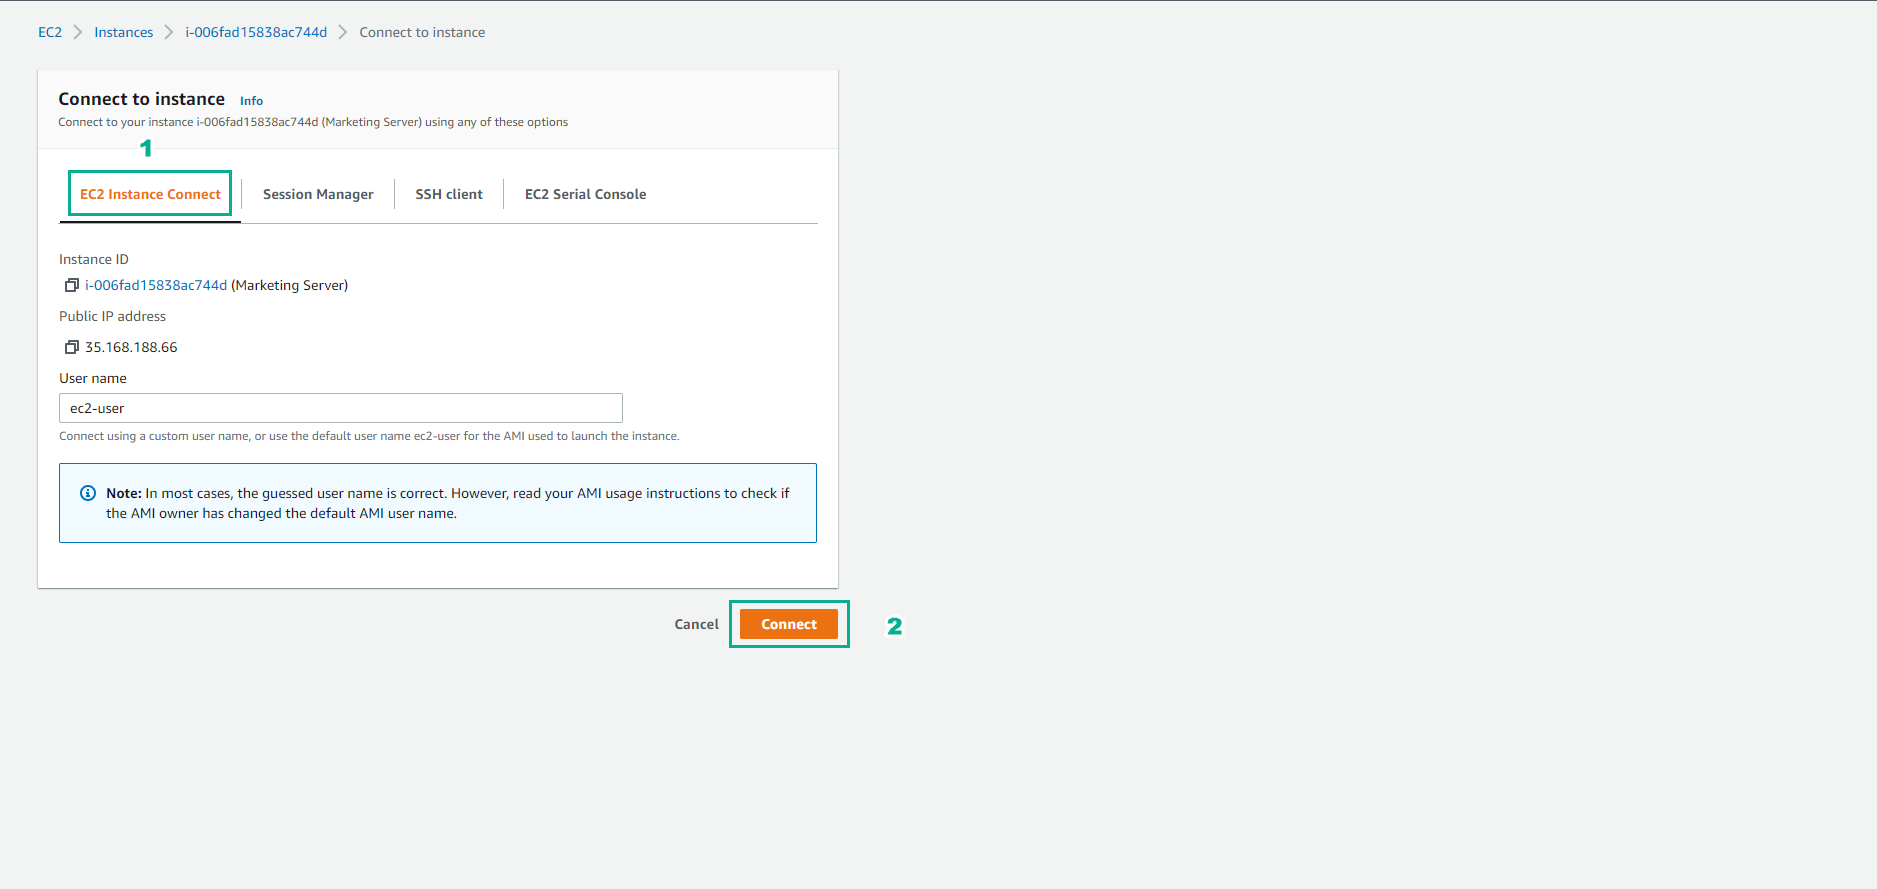 EC2 Instances i-006fad15838ac744d Connect to instance
Connect to instance Info
Connect to your instance i-006fad15838ac744d (Marketing Server) using any of these options
1
EC2 Instance Connect Session Manager SSH client EC2 Serial Console
Instance ID
i-006fad15838ac744d (Marketing Server)
Public IP address
35.168.188.66
User name
ec2-user
Connect using a custom user name, or use the default user name ec2-user for the AMI used to launch the instance.
Note: In most cases, the guessed user name is correct. However, read your AMI usage instructions to check if
the AMI owner has changed the default AMI user name.
Cancel Connect 2